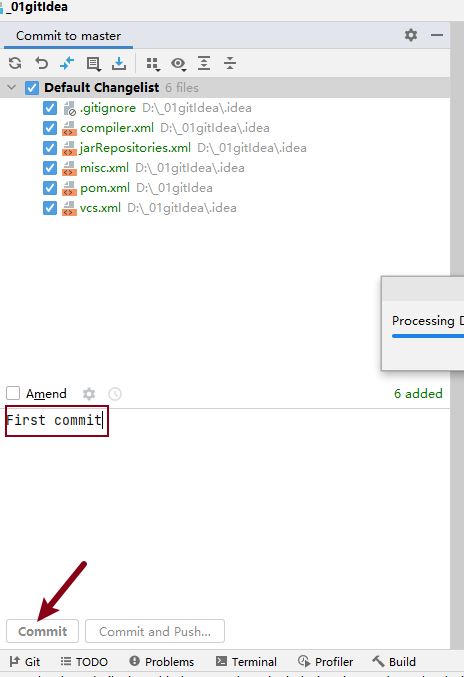 _01gitIdea
Commit to master
Default Changelist 6 files
.gitignore D:\_01gitIdea\.idea
compiler.xml D:\_01gitIdea\.idea
jarRepositories.xml D:\_01gitIdea\.idea
misc.xml D:\_01gitIdea\.idea
pom.xml D:\_01gitIdea
vcs.xml D:\_01gitIdea\.idea
Processing D
Amend 6 added
First commit
Commit Commit and Push...
Git TODO Problems Terminal Profiler Build